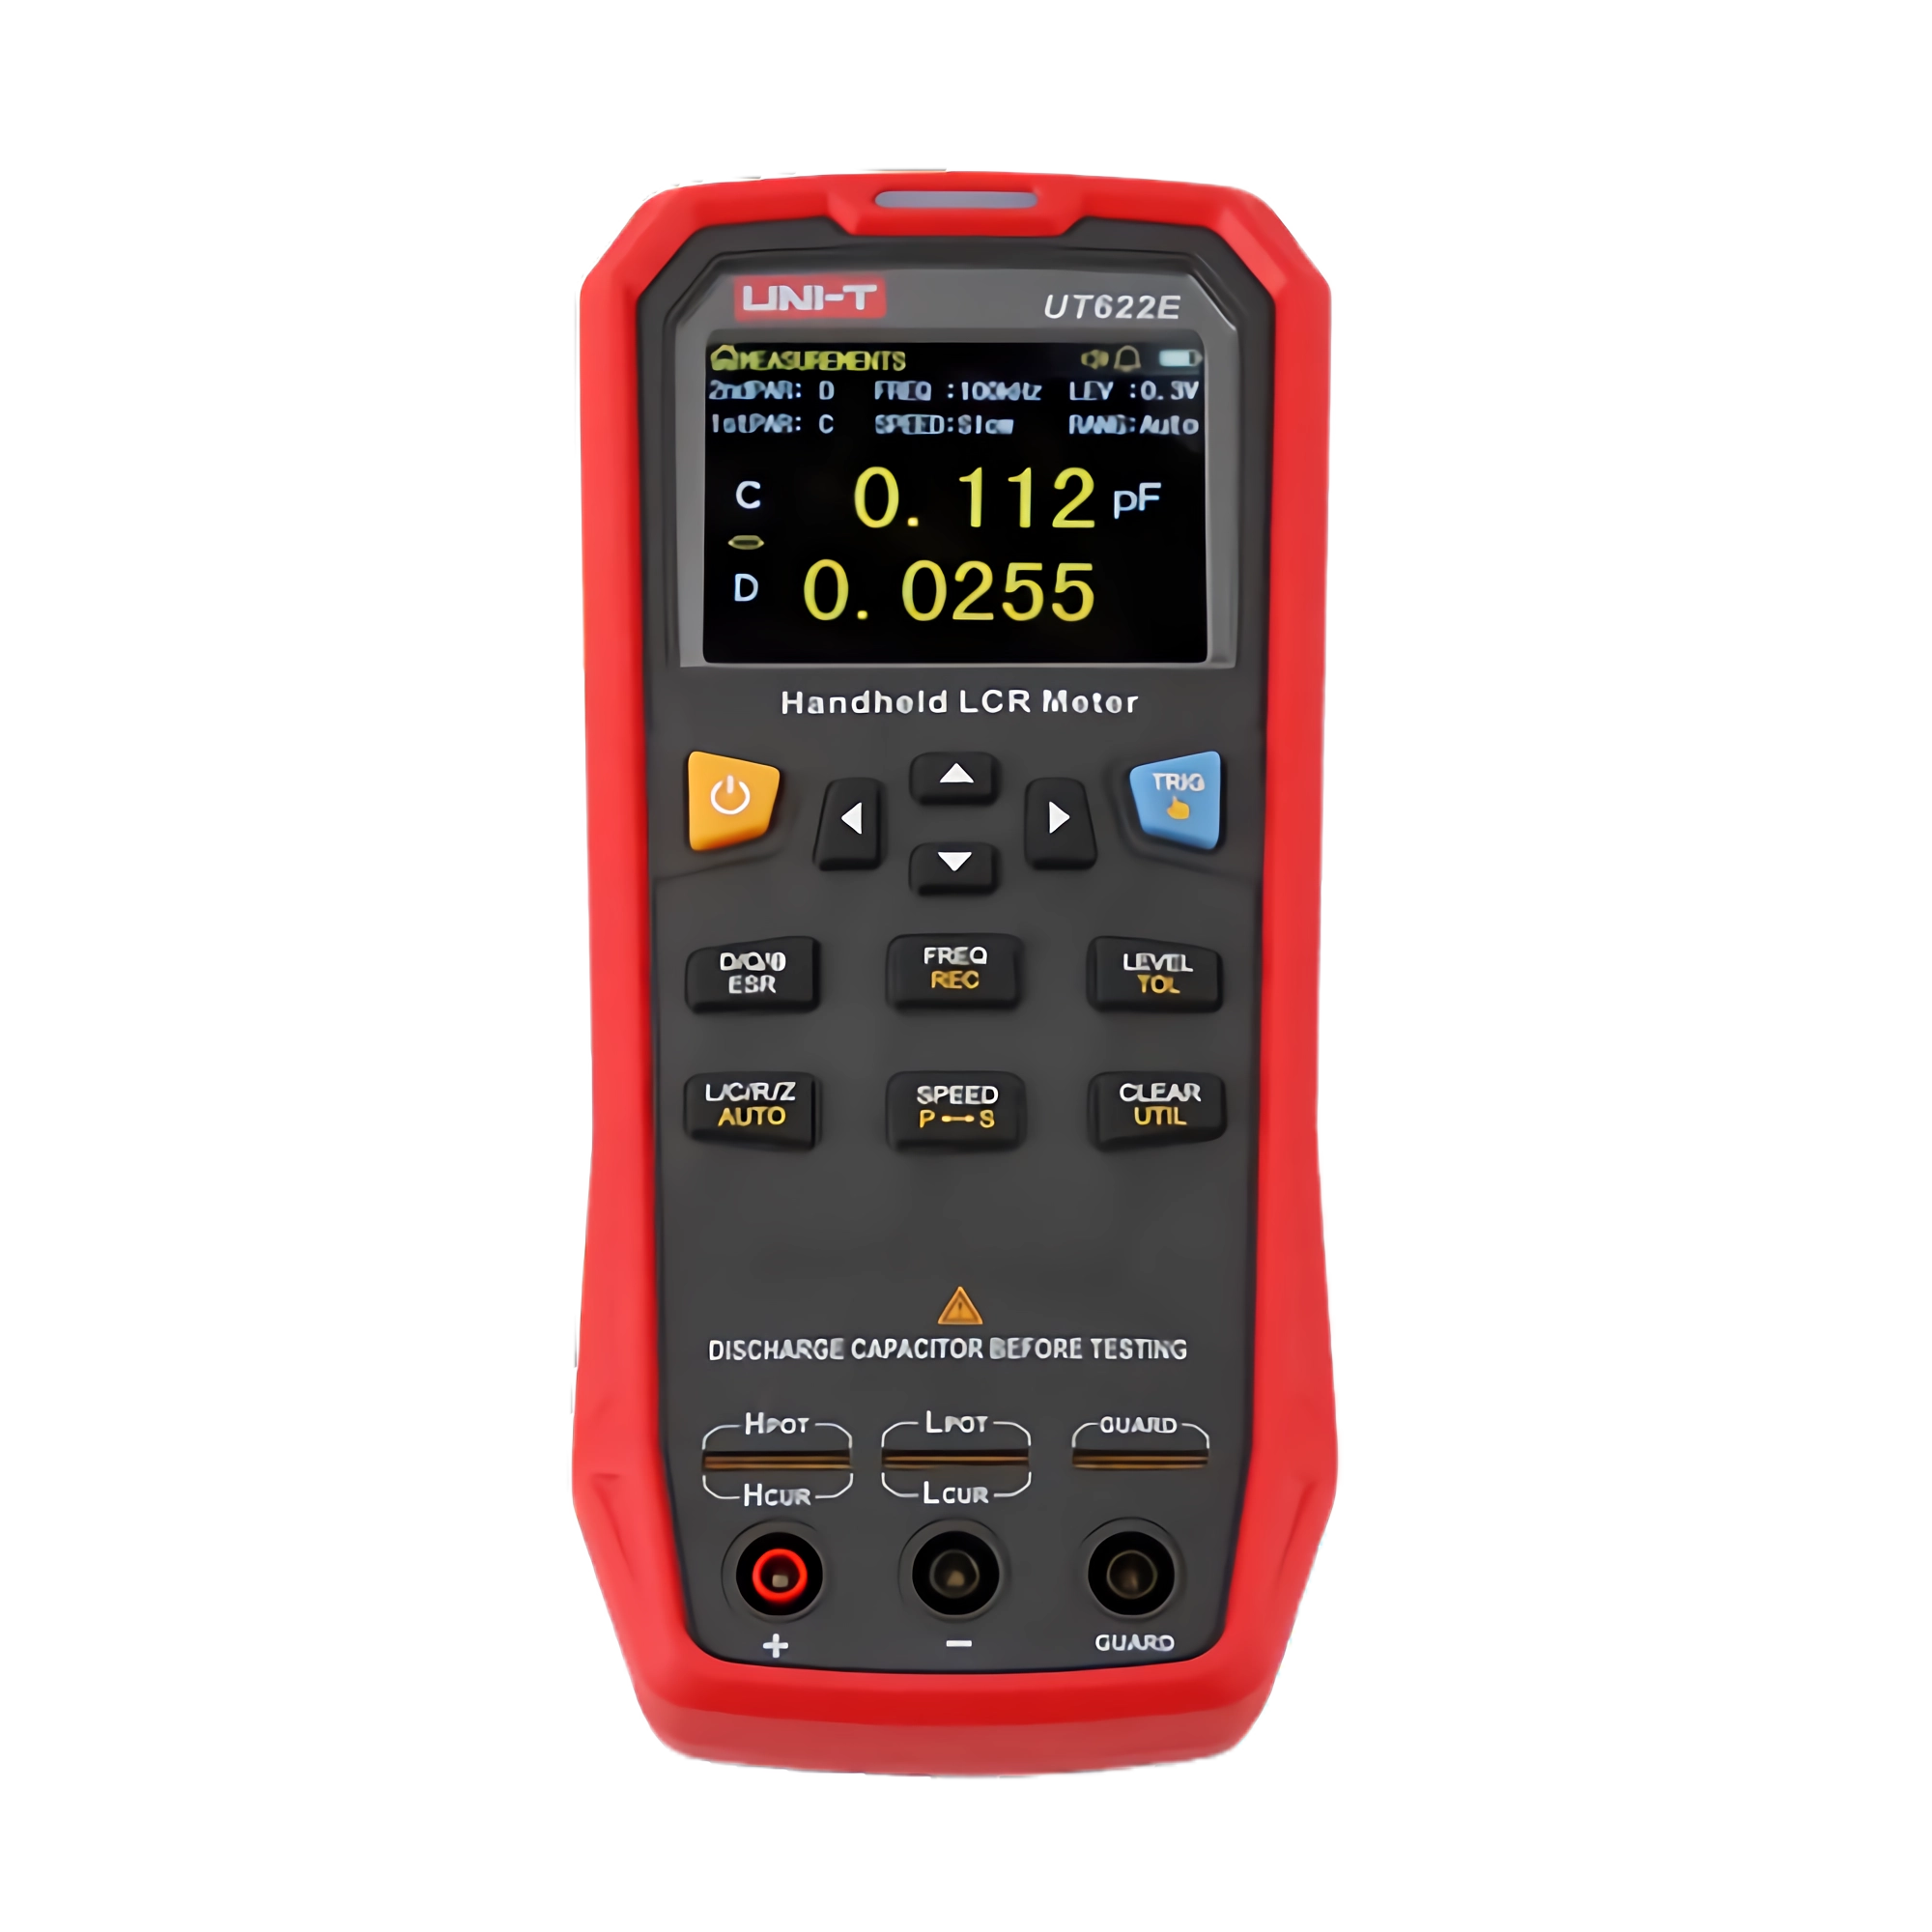 UNI-T UT622E
MEASUREMENTS
2ndPAR: D FREQ :100kHz LEV :0.3V
1stPAR: C SPEED:Slow RANG:Auto
C 0.112 pF
D 0.0255
Handheld LCR Meter
TRIG
D/Q/θ FREQ LEVEL
ESR REC TOL
L/C/R/Z SPEED CLEAR
AUTO P S UTIL
DISCHARGE CAPACITOR BEFORE TESTING
HPOT LPOT GUARD
HCUR LCUR
+ − GUARD